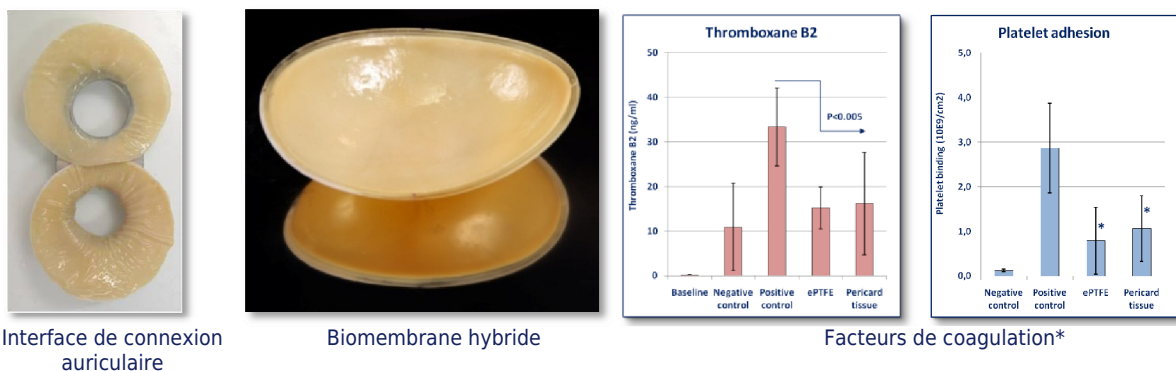 Thromboxane B2
Thromboxane B2 (ng/ml)
50
40
30
20
10
0
P<0.005
Baseline
Negative control
Positive control
ePTFE
Pericard tissue
Platelet adhesion
Platelet binding (10E9/cm2)
5,0
4,0
3,0
2,0
1,0
0,0
*
*
Negative control
Positive control
ePTFE
Pericard tissue
Interface de connexion
auriculaire
Biomembrane hybride
Facteurs de coagulation*